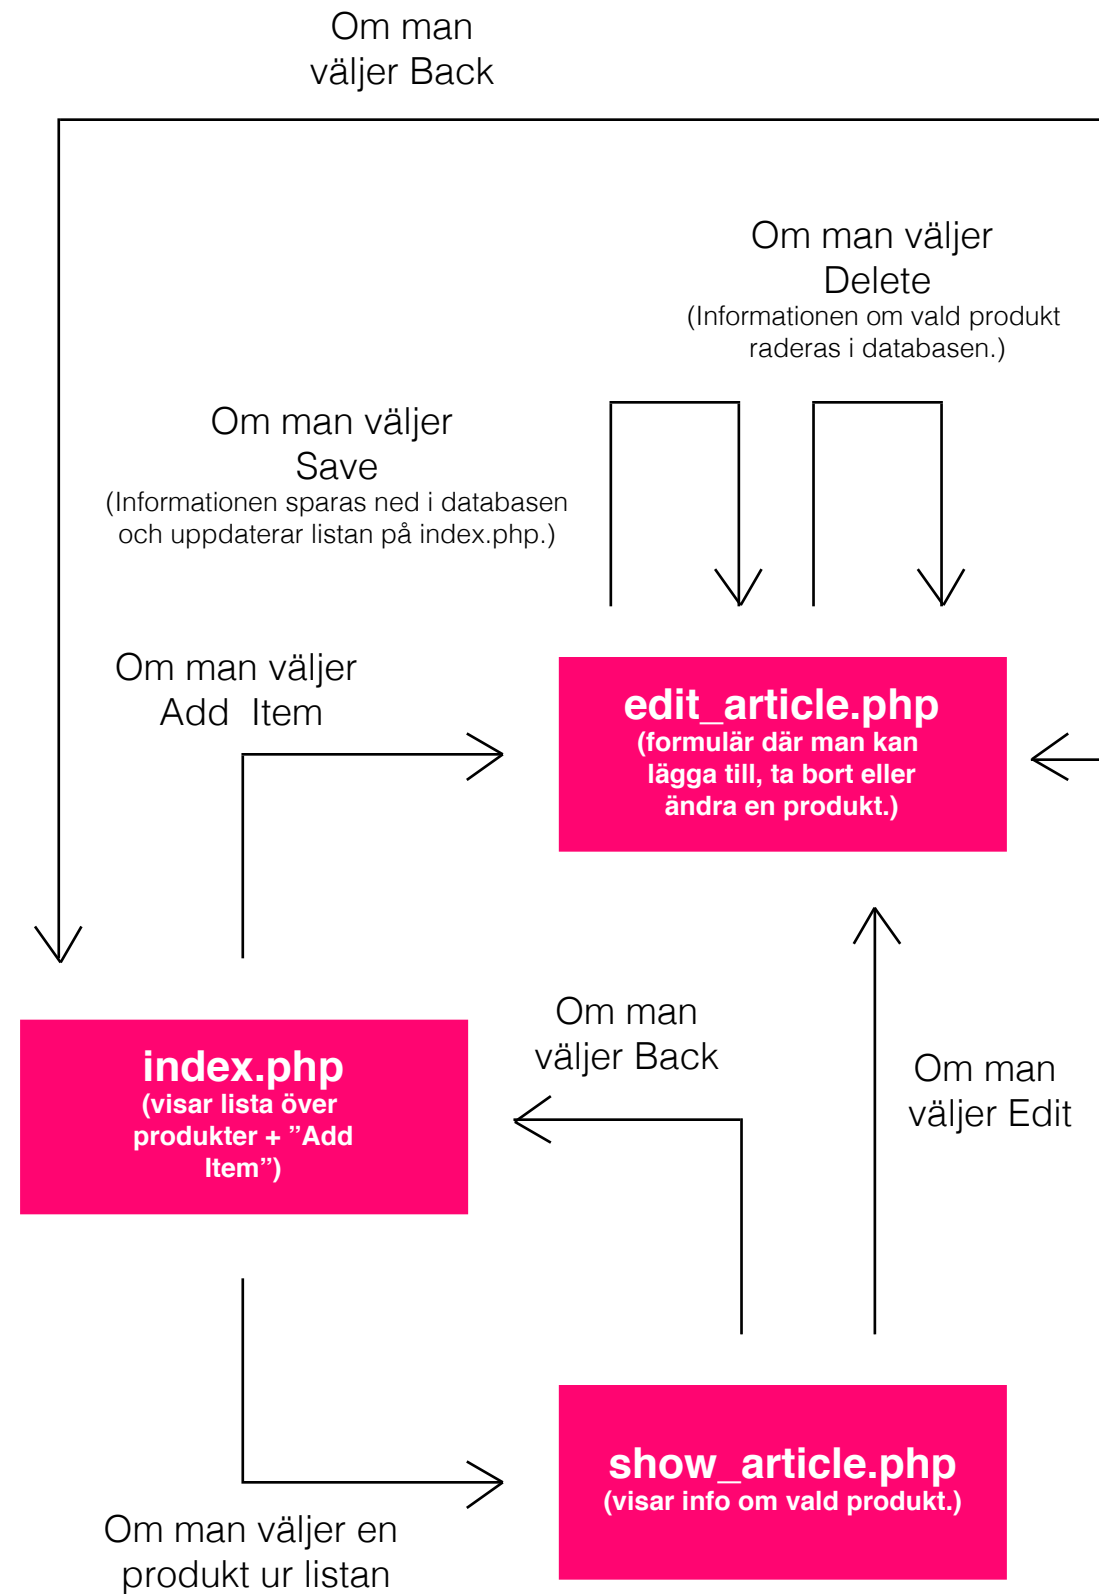 Om man
väljer Back
Om man väljer
Delete
(Informationen om vald produkt
raderas i databasen.)
Om man väljer
Save
(Informationen sparas ned i databasen
och uppdaterar listan på index.php.)
Om man väljer
Add Item
edit_article.php
(formulär där man kan
lägga till, ta bort eller
ändra en produkt.)
Om man
väljer Back
index.php
(visar lista över
produkter + ”Add
Item”)
Om man
väljer Edit
show_article.php
(visar info om vald produkt.)
Om man väljer en
produkt ur listan